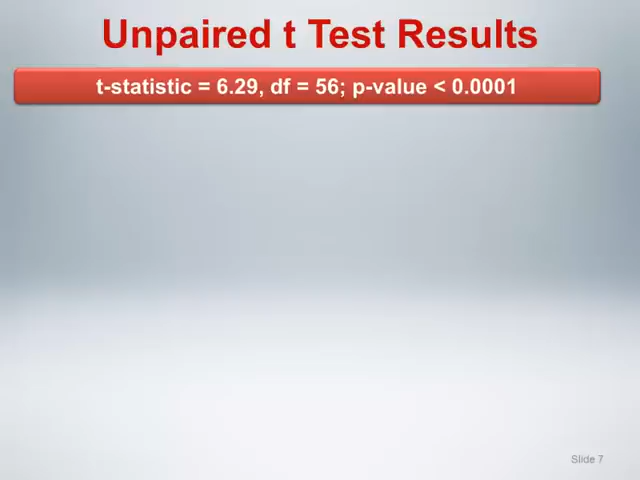 Unpaired t Test Results
t-statistic = 6.29, df = 56; p-value < 0.0001
Slide 7